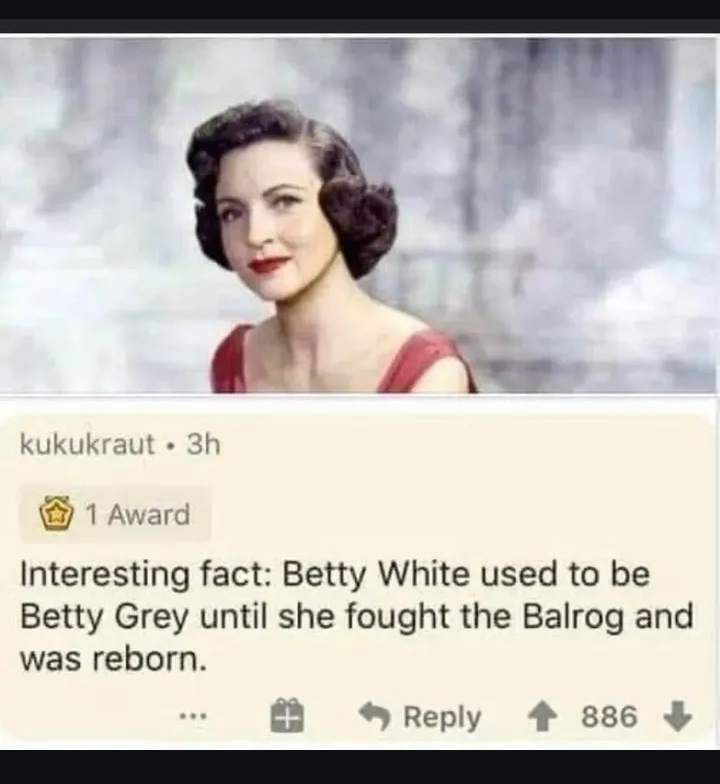 kukukraut • 3h
1 Award
Interesting fact: Betty White used to be
Betty Grey until she fought the Balrog and
was reborn.
... Reply 886